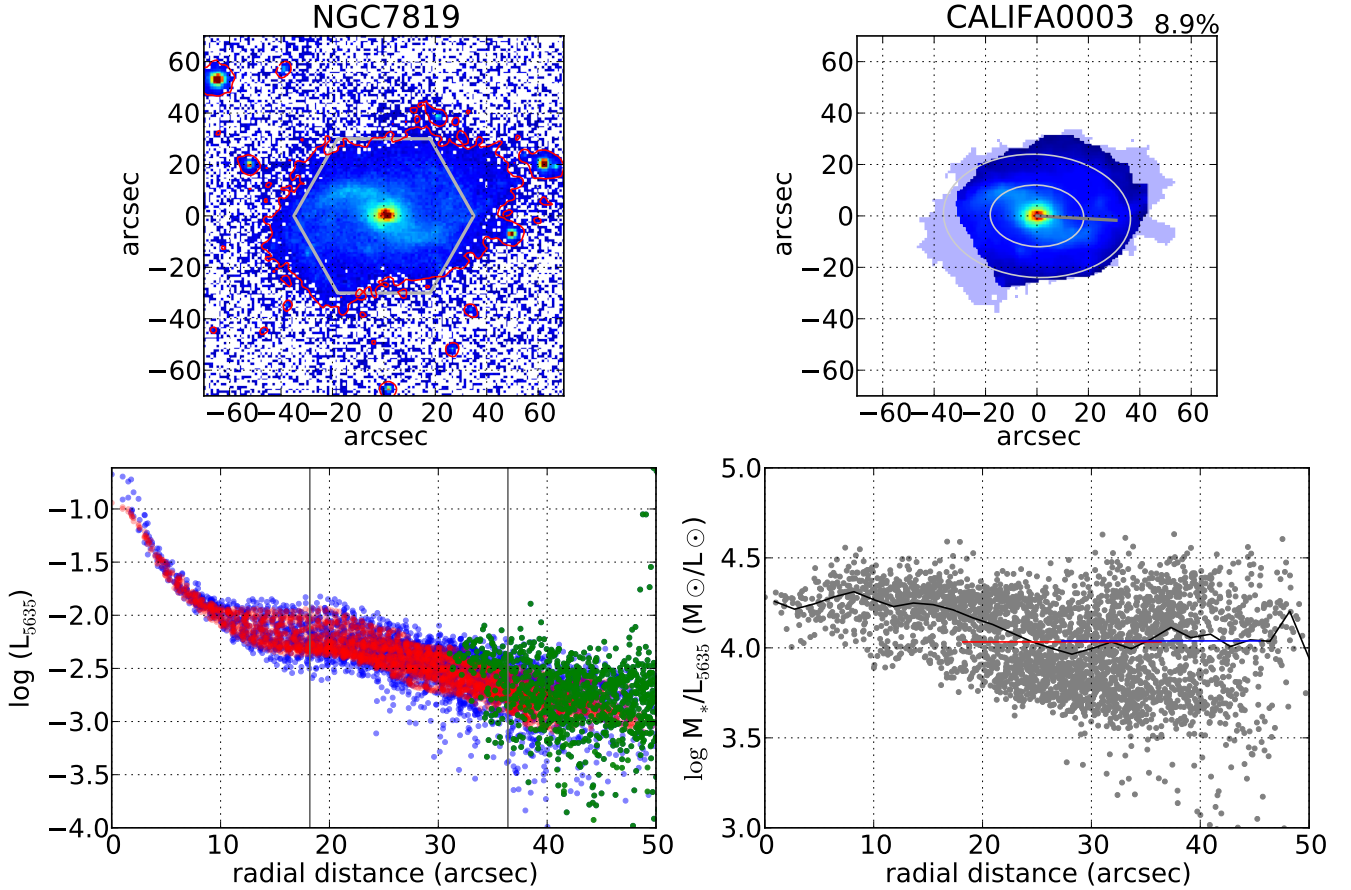 NGC7819
CALIFA0003 8.9%
60
40
20
0
−20
−40
−60
arcsec
−60 −40 −20 0 20 40 60
arcsec
60
40
20
0
−20
−40
−60
arcsec
−60 −40 −20 0 20 40 60
arcsec
−1.0
−1.5
−2.0
−2.5
−3.0
−3.5
−4.0
log (L5635)
0 10 20 30 40 50
radial distance (arcsec)
5.0
4.5
4.0
3.5
3.0
log M*/L5635 (M⊙/L⊙)
0 10 20 30 40 50
radial distance (arcsec)